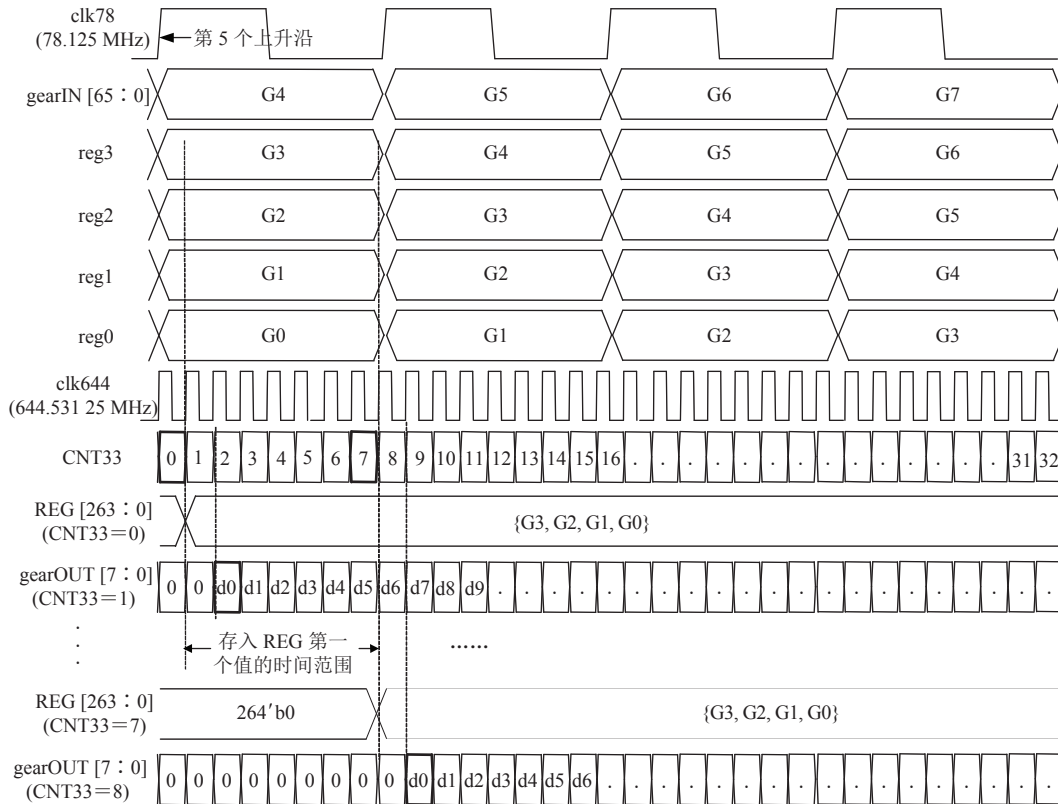 clk78
(78.125 MHz)
第 5 个上升沿
gearIN [65：0] G4 G5 G6 G7
reg3 G3 G4 G5 G6
reg2 G2 G3 G4 G5
reg1 G1 G2 G3 G4
reg0 G0 G1 G2 G3
clk644
(644.531 25 MHz)
CNT33 0 1 2 3 4 5 6 7 8 9 10 11 12 13 14 15 16 . . . . . . . . . . . . . . 31 32
REG [263：0]
(CNT33＝0)
{G3, G2, G1, G0}
gearOUT [7：0]
(CNT33＝1)
0 0 d0 d1 d2 d3 d4 d5 d6 d7 d8 d9 . . . . . . . . . . . . . . . . . . . . .
存入 REG 第一
个值的时间范围
……
REG [263：0]
(CNT33＝7)
264′b0 {G3, G2, G1, G0}
gearOUT [7：0]
(CNT33＝8)
0 0 0 0 0 0 0 0 0 d0 d1 d2 d3 d4 d5 d6 . . . . . . . . . . . . . . . . .